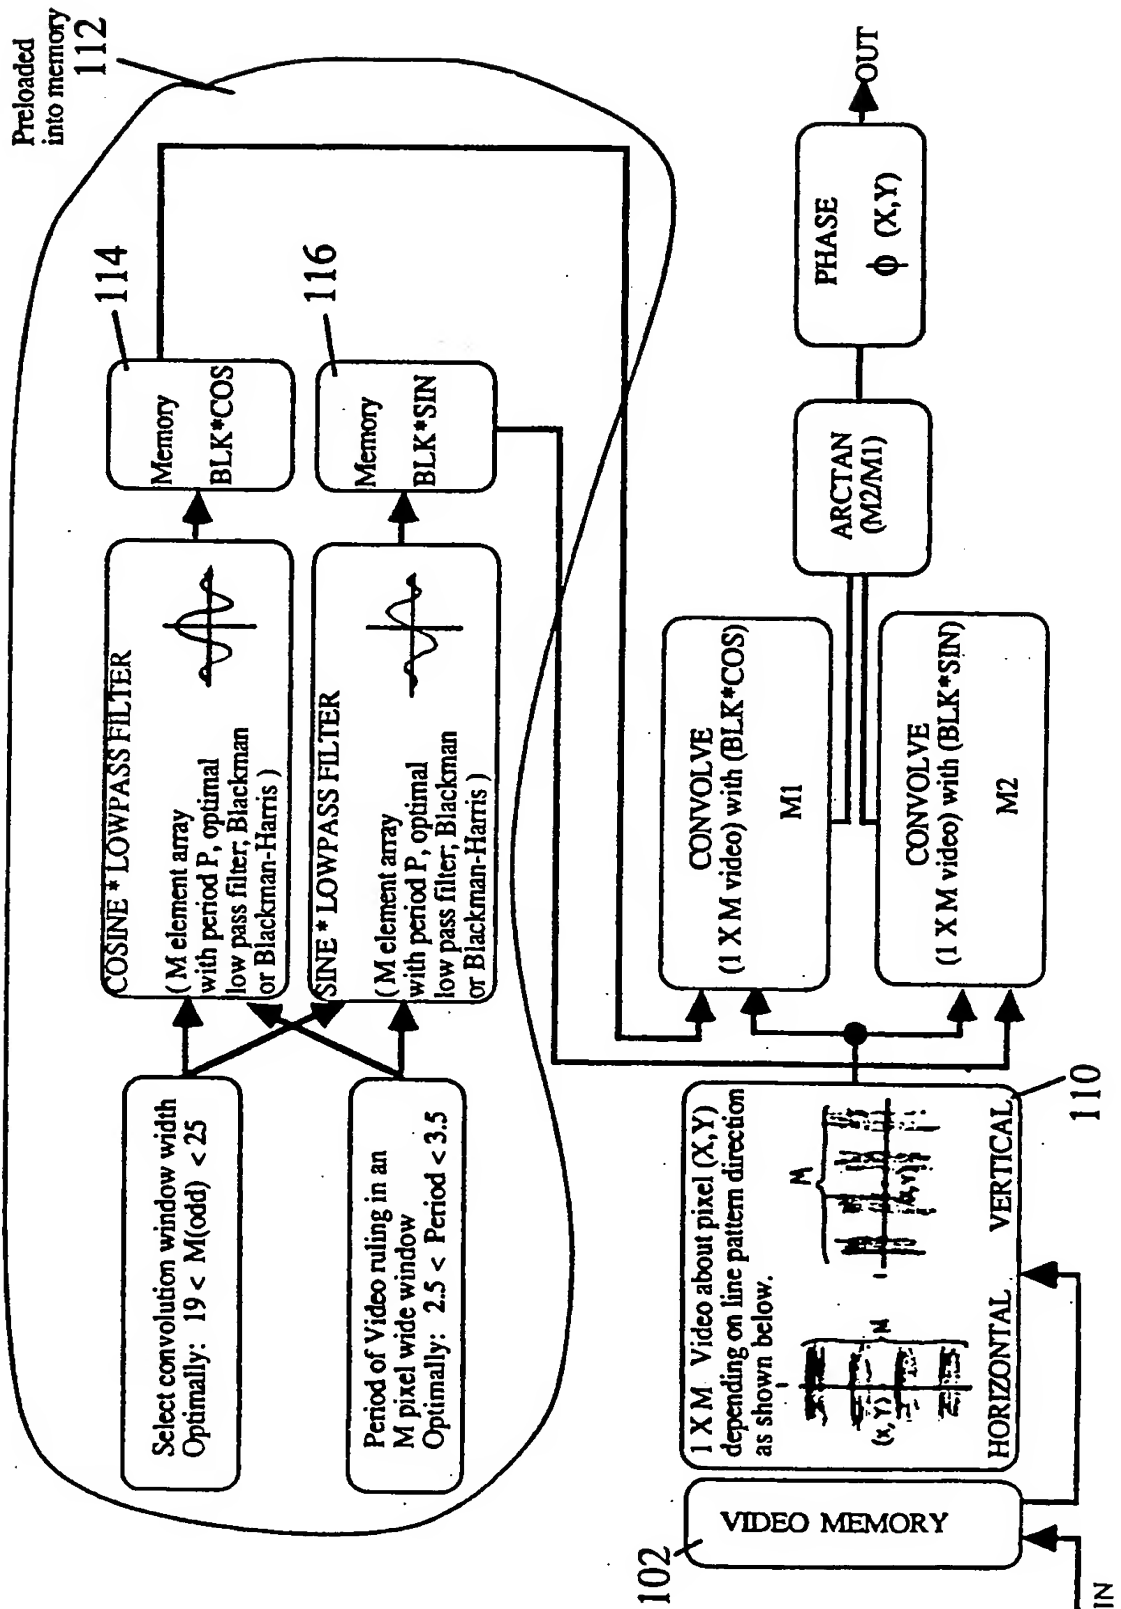 Preloaded
into memory
112
Select convolution window width
Optimally: 19 < M(odd) < 25
Period of Video ruling in an
M pixel wide window
Optimally: 2.5 < Period < 3.5
COSINE * LOWPASS FILTER
( M element array
with period P, optimal
low pass filter; Blackman
or Blackman-Harris )
SINE * LOWPASS FILTER
( M element array
with period P, optimal
low pass filter; Blackman
or Blackman-Harris )
Memory
BLK*COS
114
Memory
BLK*SIN
116
102
VIDEO MEMORY
IN
1 X M Video about pixel (X,Y)
depending on line pattern direction
as shown below.
(x,y)
M
M
(x,y)
HORIZONTAL VERTICAL
110
CONVOLVE
(1 X M video) with (BLK*COS)
M1
CONVOLVE
(1 X M video) with (BLK*SIN)
M2
ARCTAN
(M2/M1)
PHASE
ϕ (X,Y)
OUT